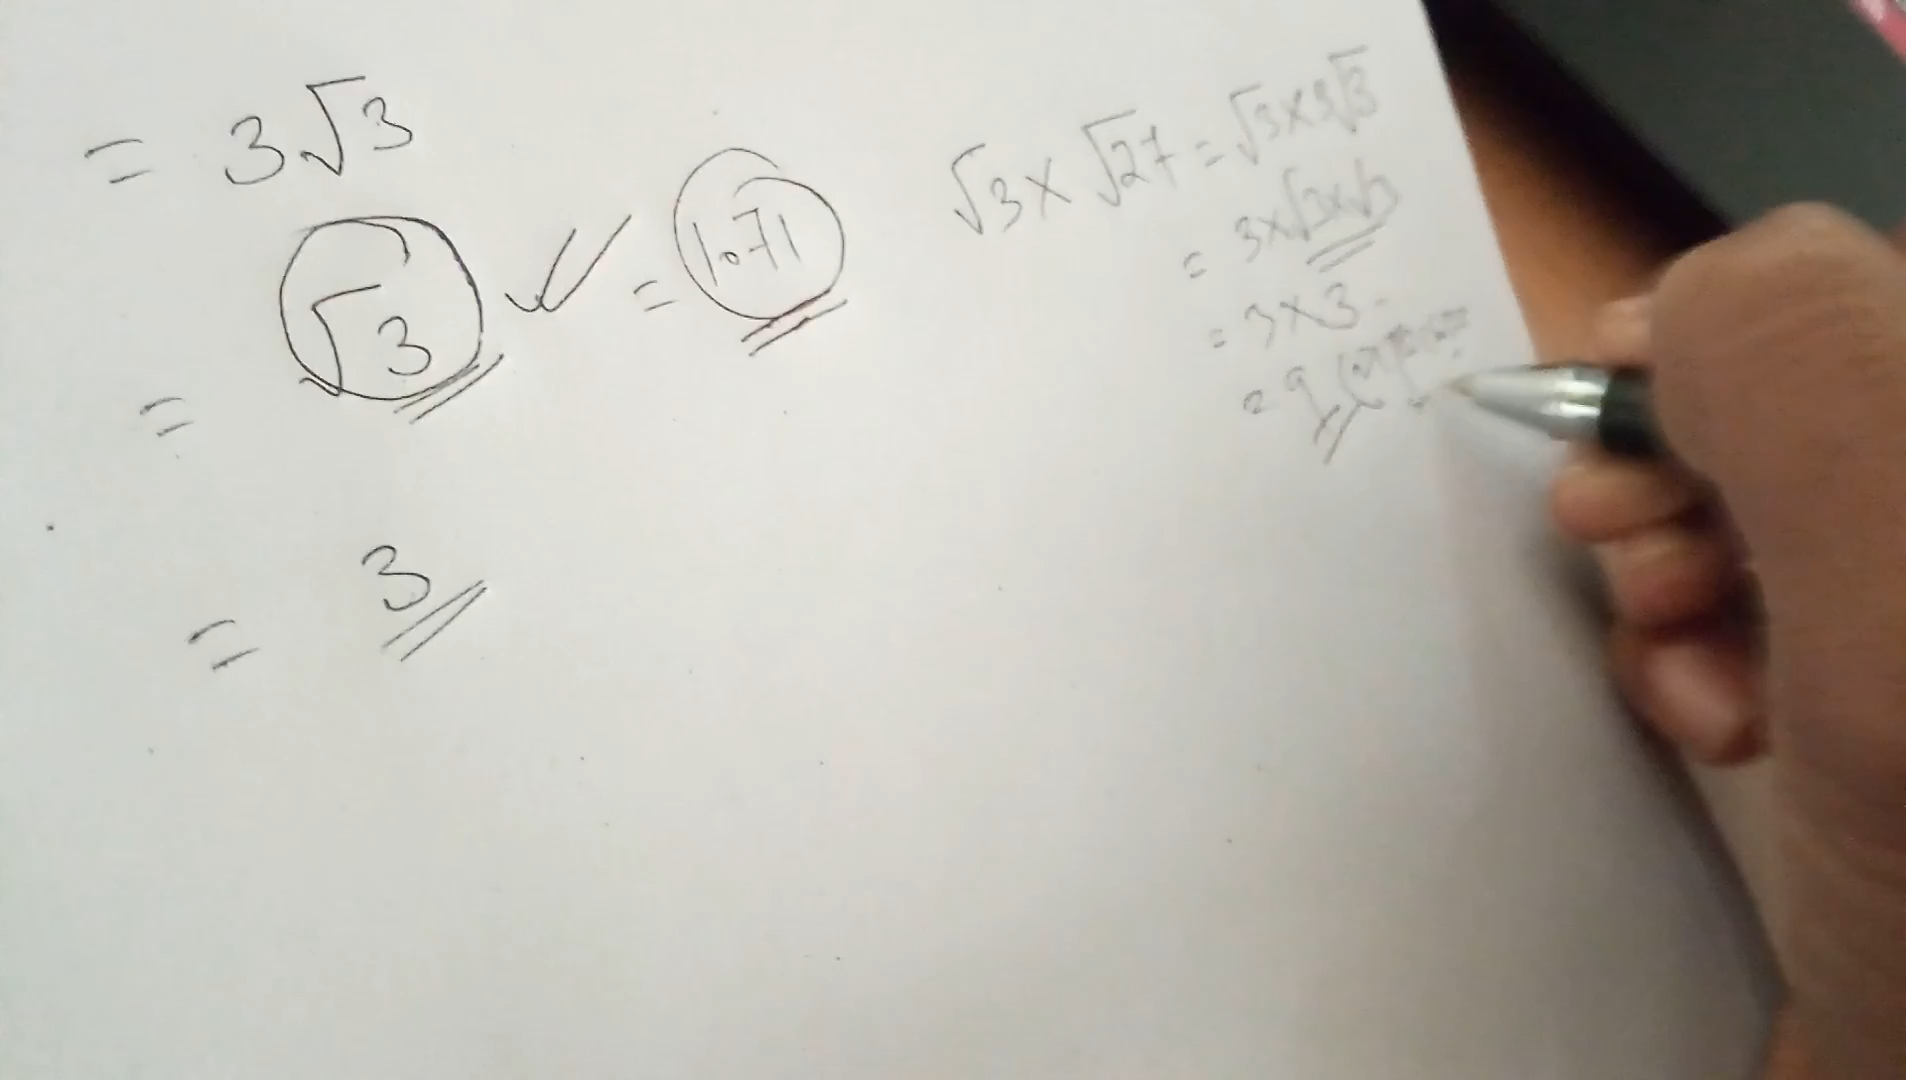 = 3√3
√3 = 1.71
=
= 3
√3 × √27 = √3 × 3√3
= 3 × √3 × √3
= 3 × 3
= 9